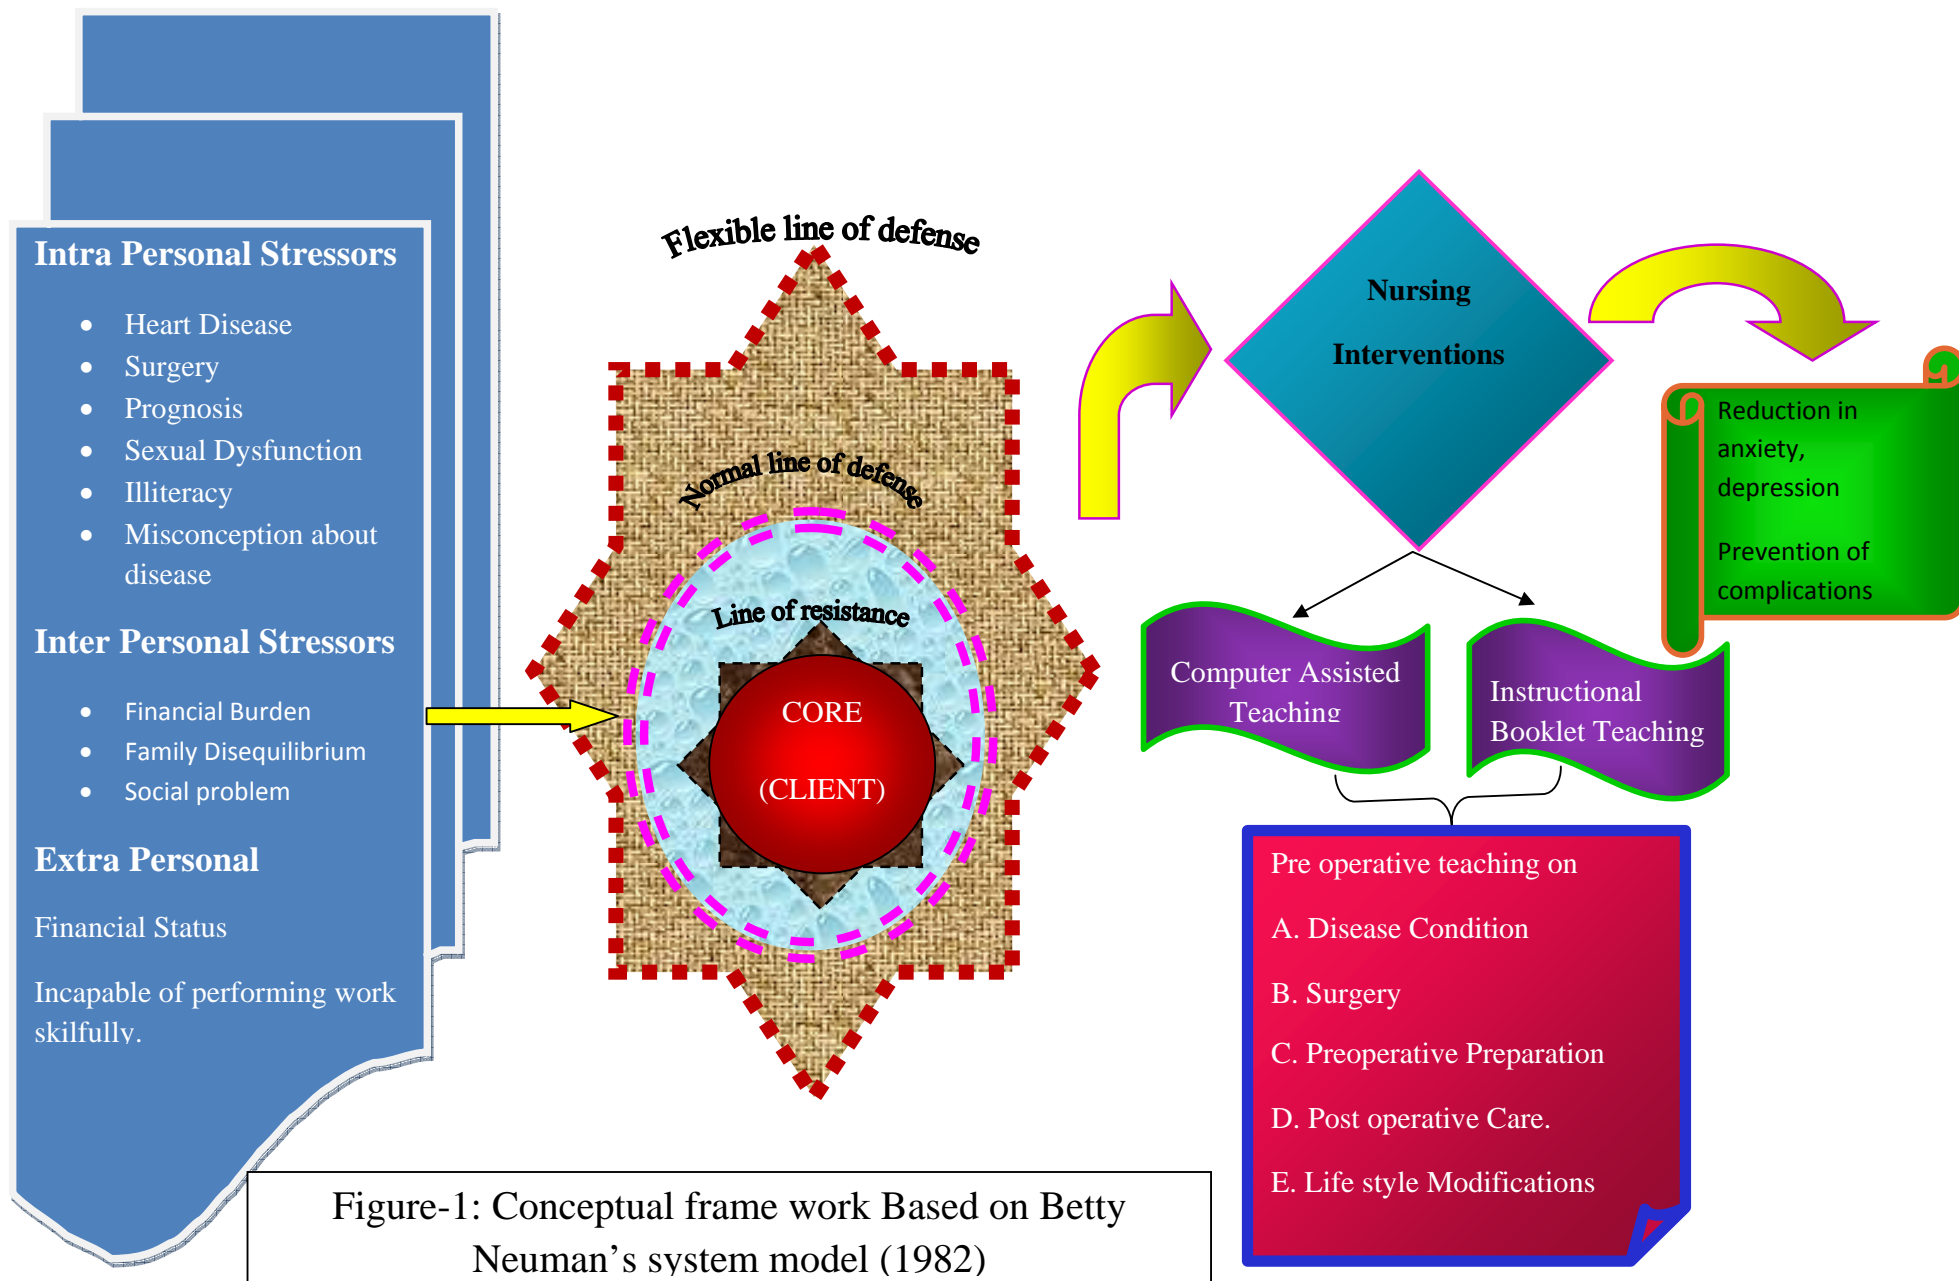 Intra Personal Stressors
• Heart Disease
• Surgery
• Prognosis
• Sexual Dysfunction
• Illiteracy
• Misconception about
disease
Inter Personal Stressors
• Financial Burden
• Family Disequilibrium
• Social problem
Extra Personal
Financial Status
Incapable of performing work
skilfully.
Flexible line of defense
Normal line of defense
Line of resistance
CORE
(CLIENT)
Nursing
Interventions
Reduction in
anxiety,
depression
Prevention of
complications
Computer Assisted
Teaching
Instructional
Booklet Teaching
Pre operative teaching on
A. Disease Condition
B. Surgery
C. Preoperative Preparation
D. Post operative Care.
E. Life style Modifications
Figure-1: Conceptual frame work Based on Betty
Neuman’s system model (1982)